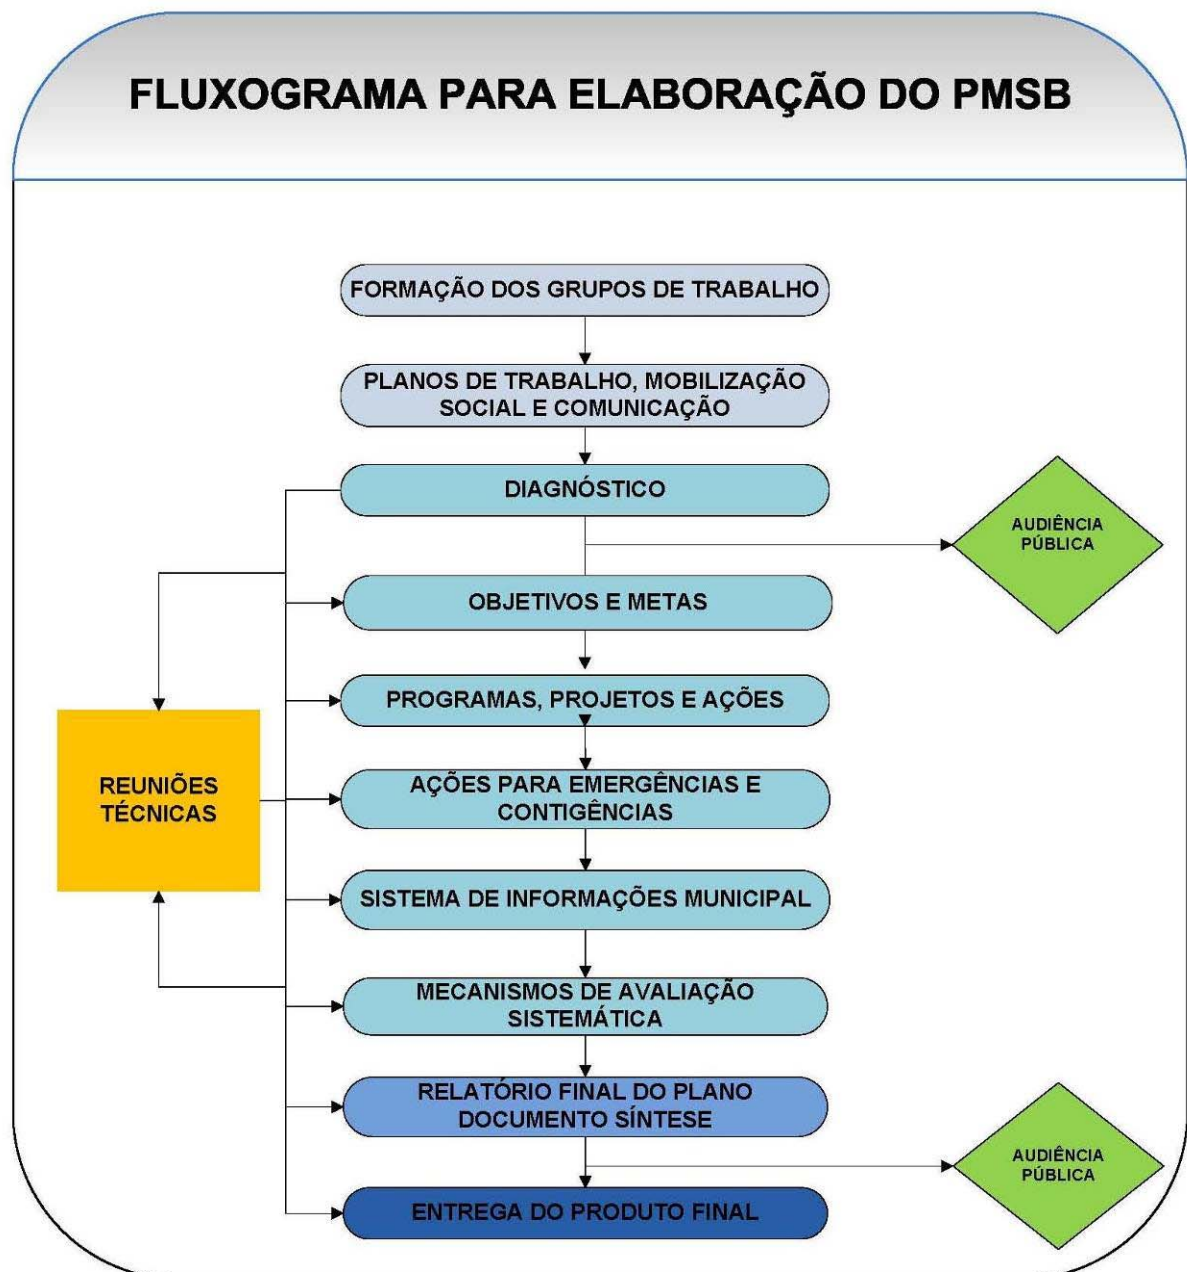 FLUXOGRAMA PARA ELABORAÇÃO DO PMSB
FORMAÇÃO DOS GRUPOS DE TRABALHO
PLANOS DE TRABALHO, MOBILIZAÇÃO
SOCIAL E COMUNICAÇÃO
DIAGNÓSTICO
AUDIÊNCIA
PÚBLICA
OBJETIVOS E METAS
PROGRAMAS, PROJETOS E AÇÕES
REUNIÕES
TÉCNICAS
AÇÕES PARA EMERGÊNCIAS E
CONTIGÊNCIAS
SISTEMA DE INFORMAÇÕES MUNICIPAL
MECANISMOS DE AVALIAÇÃO
SISTEMÁTICA
RELATÓRIO FINAL DO PLANO
DOCUMENTO SÍNTESE
AUDIÊNCIA
PÚBLICA
ENTREGA DO PRODUTO FINAL